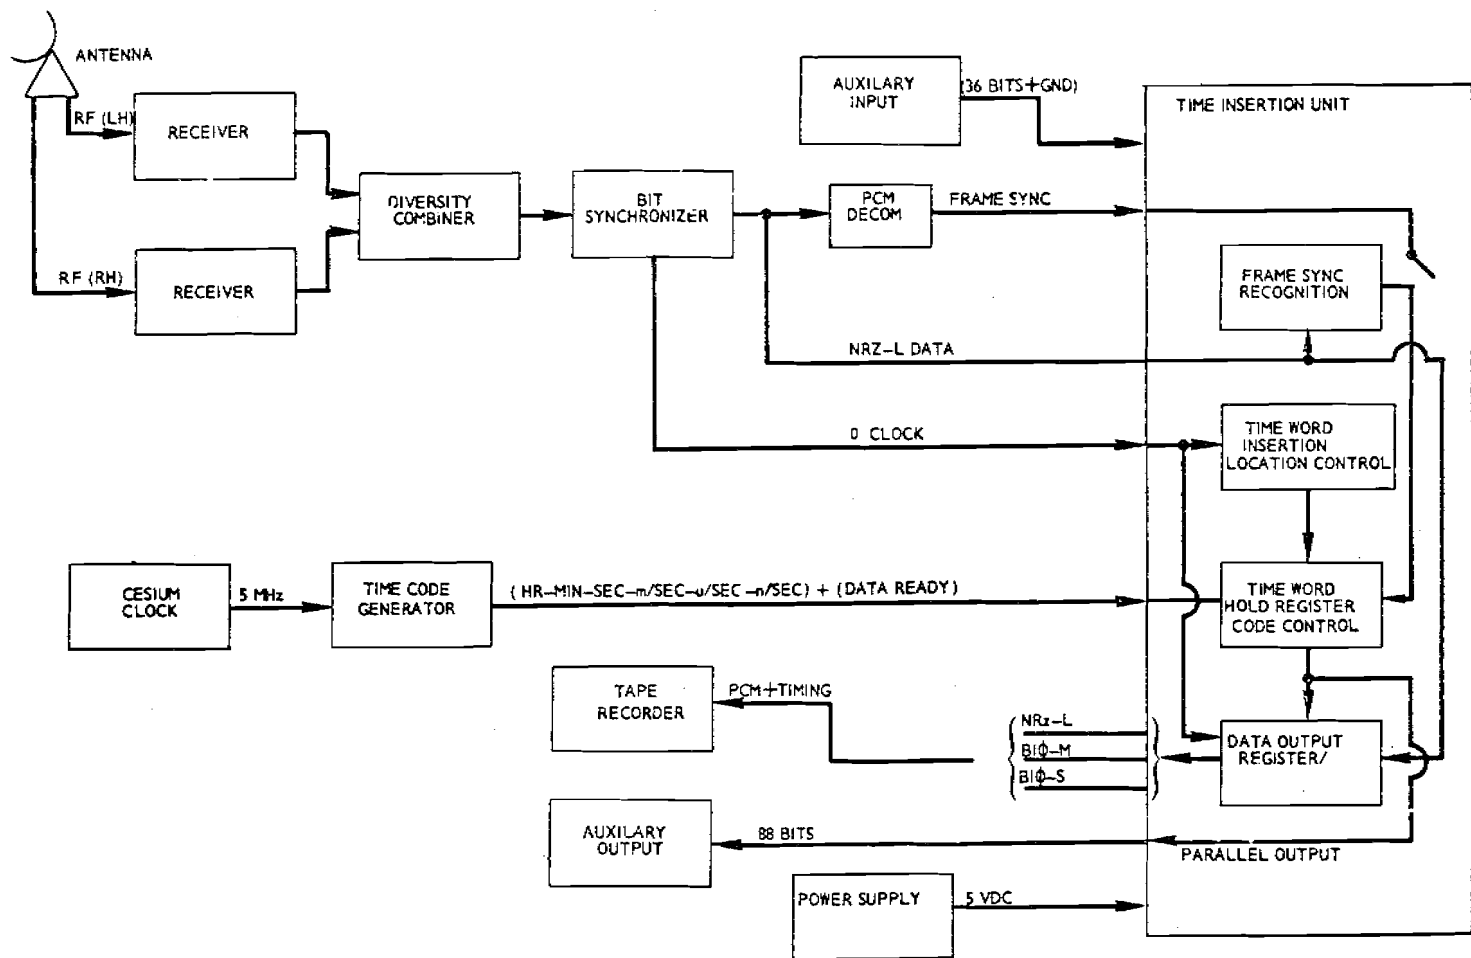 ANTENNA
RF (LH)
RECEIVER
RF (RH)
RECEIVER
DIVERSITY
COMBINER
BIT
SYNCHRONIZER
AUXILARY
INPUT
(36 BITS+GND)
PCM
DECOM
FRAME SYNC
TIME INSERTION UNIT
FRAME SYNC
RECOGNITION
NRZ-L DATA
0 CLOCK
TIME WORD
INSERTION
LOCATION CONTROL
CESIUM
CLOCK
5 MHz
TIME CODE
GENERATOR
(HR-MIN-SEC-m/SEC-u/SEC-n/SEC) + (DATA READY)
TIME WORD
HOLD REGISTER
CODE CONTROL
TAPE
RECORDER
PCM+TIMING
NRz-L
BIϕ-M
BIϕ-S
DATA OUTPUT
REGISTER/
AUXILARY
OUTPUT
88 BITS
PARALLEL OUTPUT
POWER SUPPLY
5 VDC